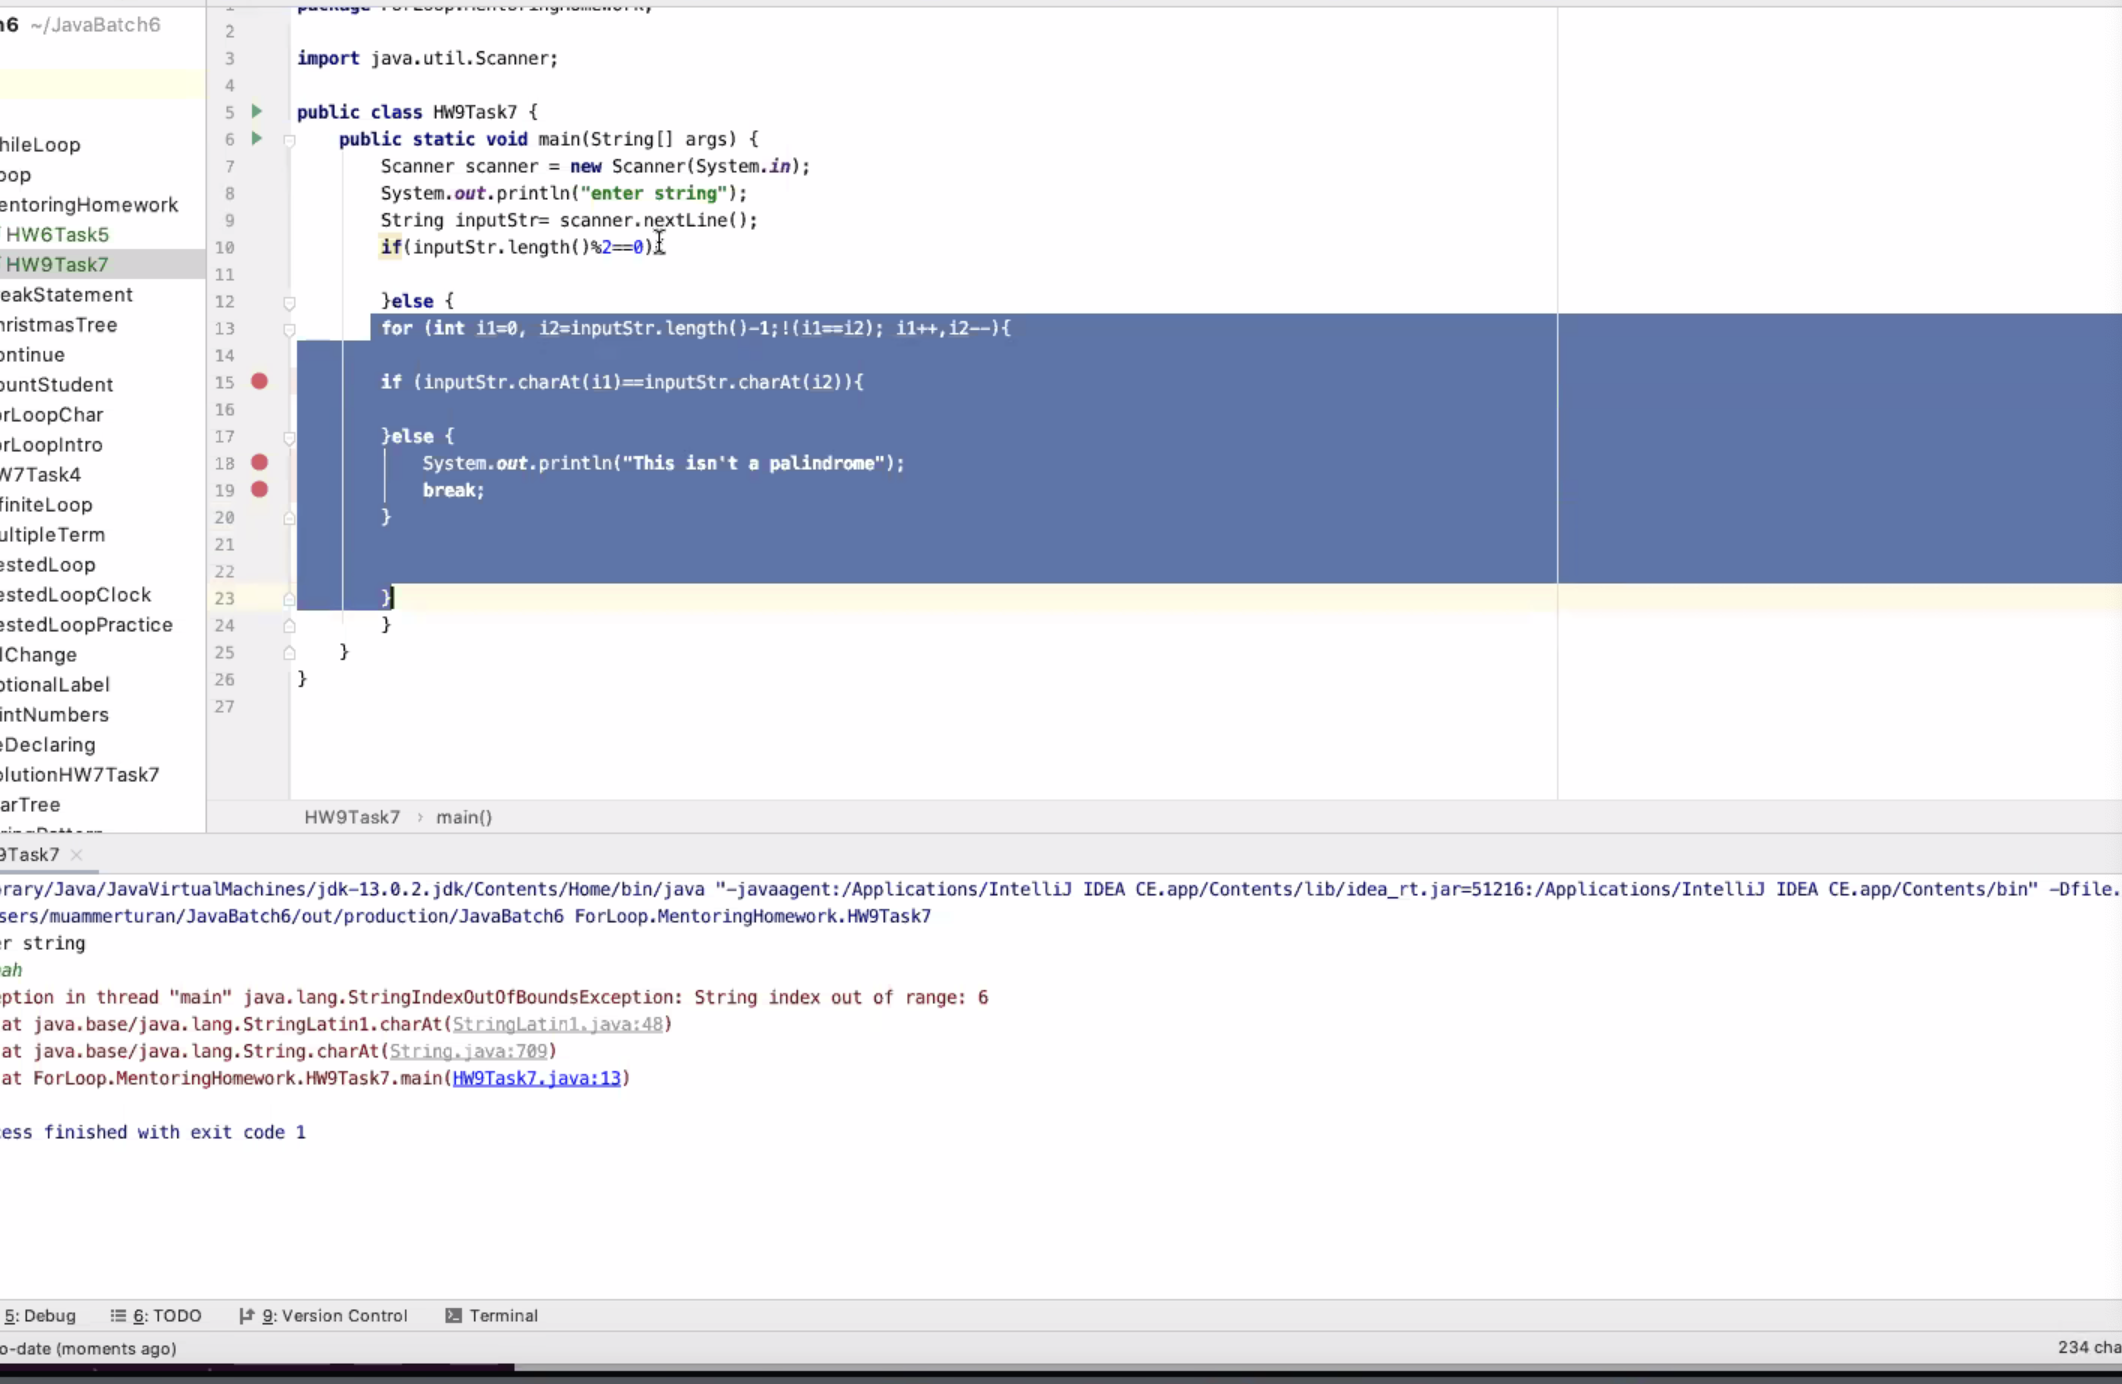 n6 ~/JavaBatch6
hileLoop
oop
entoringHomework
HW6Task5
HW9Task7
eakStatement
hristmasTree
ontinue
ountStudent
orLoopChar
orLoopIntro
W7Task4
finiteLoop
ultipleTerm
estedLoop
estedLoopClock
estedLoopPractice
lChange
otionalLabel
intNumbers
eDeclaring
olutionHW7Task7
arTree
1 package ForLoop.MentoringHomework;
2
3 import java.util.Scanner;
4
5 public class HW9Task7 {
6 public static void main(String[] args) {
7 Scanner scanner = new Scanner(System.in);
8 System.out.println("enter string");
9 String inputStr= scanner.nextLine();
10 if(inputStr.length()%2==0)
11
12 }else {
13 for (int i1=0, i2=inputStr.length()-1;!(i1==i2); i1++,i2--){
14
15 if (inputStr.charAt(i1)==inputStr.charAt(i2)){
16
17 }else {
18 System.out.println("This isn't a palindrome");
19 break;
20 }
21
22
23 }
24 }
25 }
26 }
27
HW9Task7 › main()
9Task7 ×
rary/Java/JavaVirtualMachines/jdk-13.0.2.jdk/Contents/Home/bin/java "-javaagent:/Applications/IntelliJ IDEA CE.app/Contents/lib/idea_rt.jar=51216:/Applications/IntelliJ IDEA CE.app/Contents/bin" -Dfile.
sers/muammerturan/JavaBatch6/out/production/JavaBatch6 ForLoop.MentoringHomework.HW9Task7
er string
ah
eption in thread "main" java.lang.StringIndexOutOfBoundsException: String index out of range: 6
at java.base/java.lang.StringLatin1.charAt(StringLatin1.java:48)
at java.base/java.lang.String.charAt(String.java:709)
at ForLoop.MentoringHomework.HW9Task7.main(HW9Task7.java:13)
cess finished with exit code 1
5: Debug 6: TODO 9: Version Control Terminal
o-date (moments ago) 234 cha